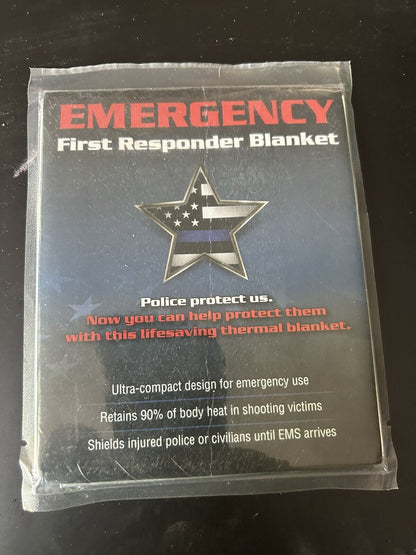 EMERGENCY
First Responder Blanket
Police protect us.
Now you can help protect them
with this lifesaving thermal blanket.
Ultra-compact design for emergency use
Retains 90% of body heat in shooting victims
Shields injured police or civilians until EMS arrives